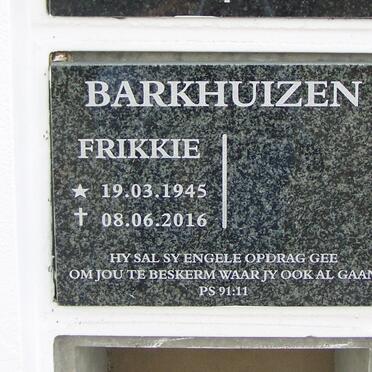 BARKHUIZEN
FRIKKIE
★ 19.03.1945
✝ 08.06.2016
HY SAL SY ENGELE OPDRAG GEE
OM JOU TE BESKERM WAAR JY OOK AL GAAN
PS 91:11